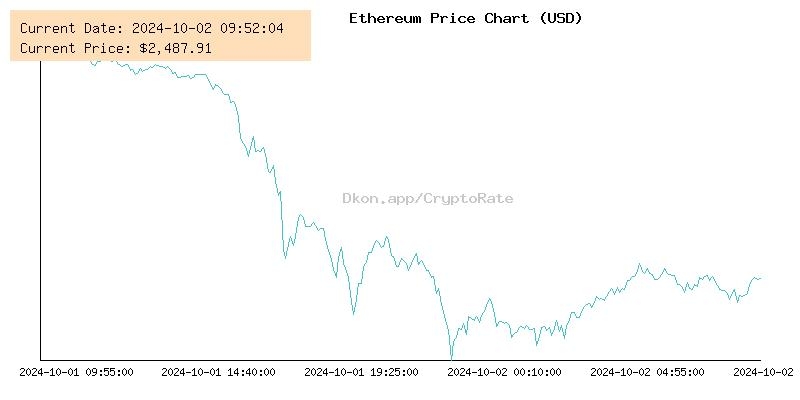 Ethereum Price Chart (USD)
Current Date: 2024-10-02 09:52:04
Current Price: $2,487.91
Dkon.app/CryptoRate
2024-10-01 09:55:00 2024-10-01 14:40:00 2024-10-01 19:25:00 2024-10-02 00:10:00 2024-10-02 04:55:00 2024-10-02